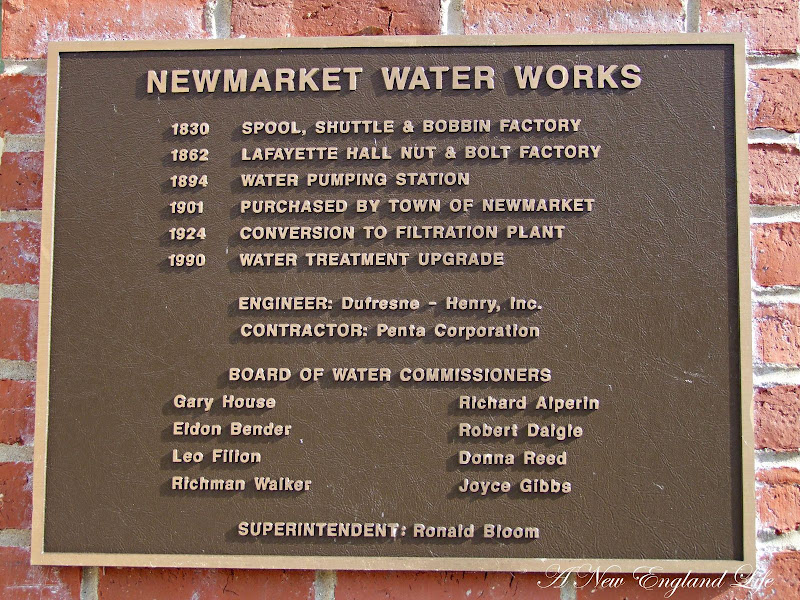 NEWMARKET WATER WORKS
1830 SPOOL, SHUTTLE & BOBBIN FACTORY
1862 LAFAYETTE HALL NUT & BOLT FACTORY
1894 WATER PUMPING STATION
1901 PURCHASED BY TOWN OF NEWMARKET
1924 CONVERSION TO FILTRATION PLANT
1990 WATER TREATMENT UPGRADE
ENGINEER: Dufresne - Henry, Inc.
CONTRACTOR: Penta Corporation
BOARD OF WATER COMMISSIONERS
Gary House Richard Alperin
Eldon Bender Robert Daigle
Leo Filion Donna Reed
Richman Walker Joyce Gibbs
SUPERINTENDENT: Ronald Bloom
A New England Life